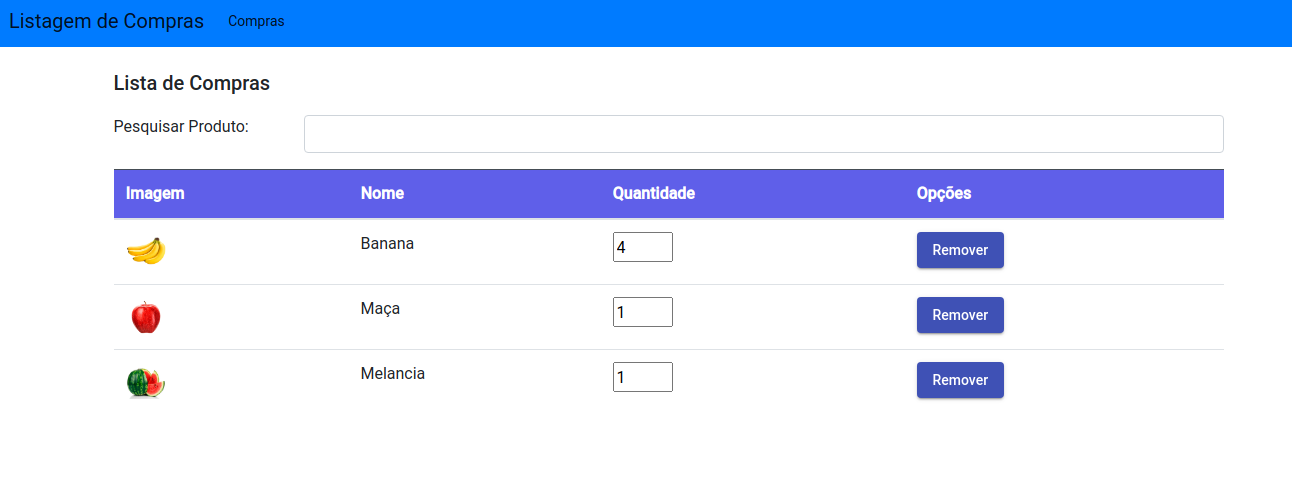 Listagem de Compras Compras
Lista de Compras
Pesquisar Produto:
Imagem Nome Quantidade Opções
Banana 4 Remover
Maça 1 Remover
Melancia 1 Remover